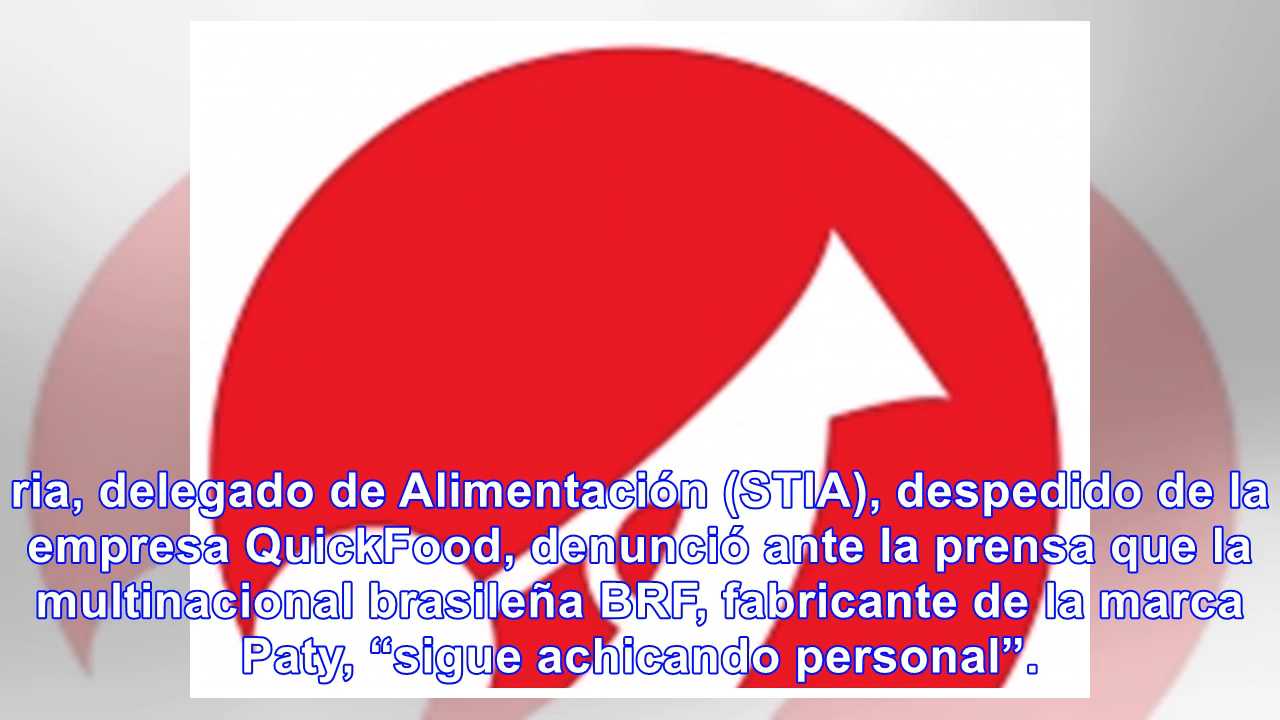 ria, delegado de Alimentación (STIA), despedido de la
empresa QuickFood, denunció ante la prensa que la
multinacional brasileña BRF, fabricante de la marca
Paty, “sigue achicando personal”.